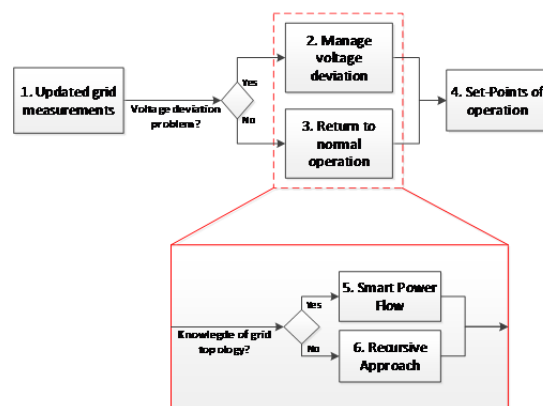 2. Manage
voltage
deviation
1. Updated grid
measurements
Yes
Voltage deviation
problem?
No
3. Return to
normal
operation
4. Set-Points of
operation
5. Smart Power
Flow
Yes
Knowlegde of grid
topology?
No
6. Recursive
Approach